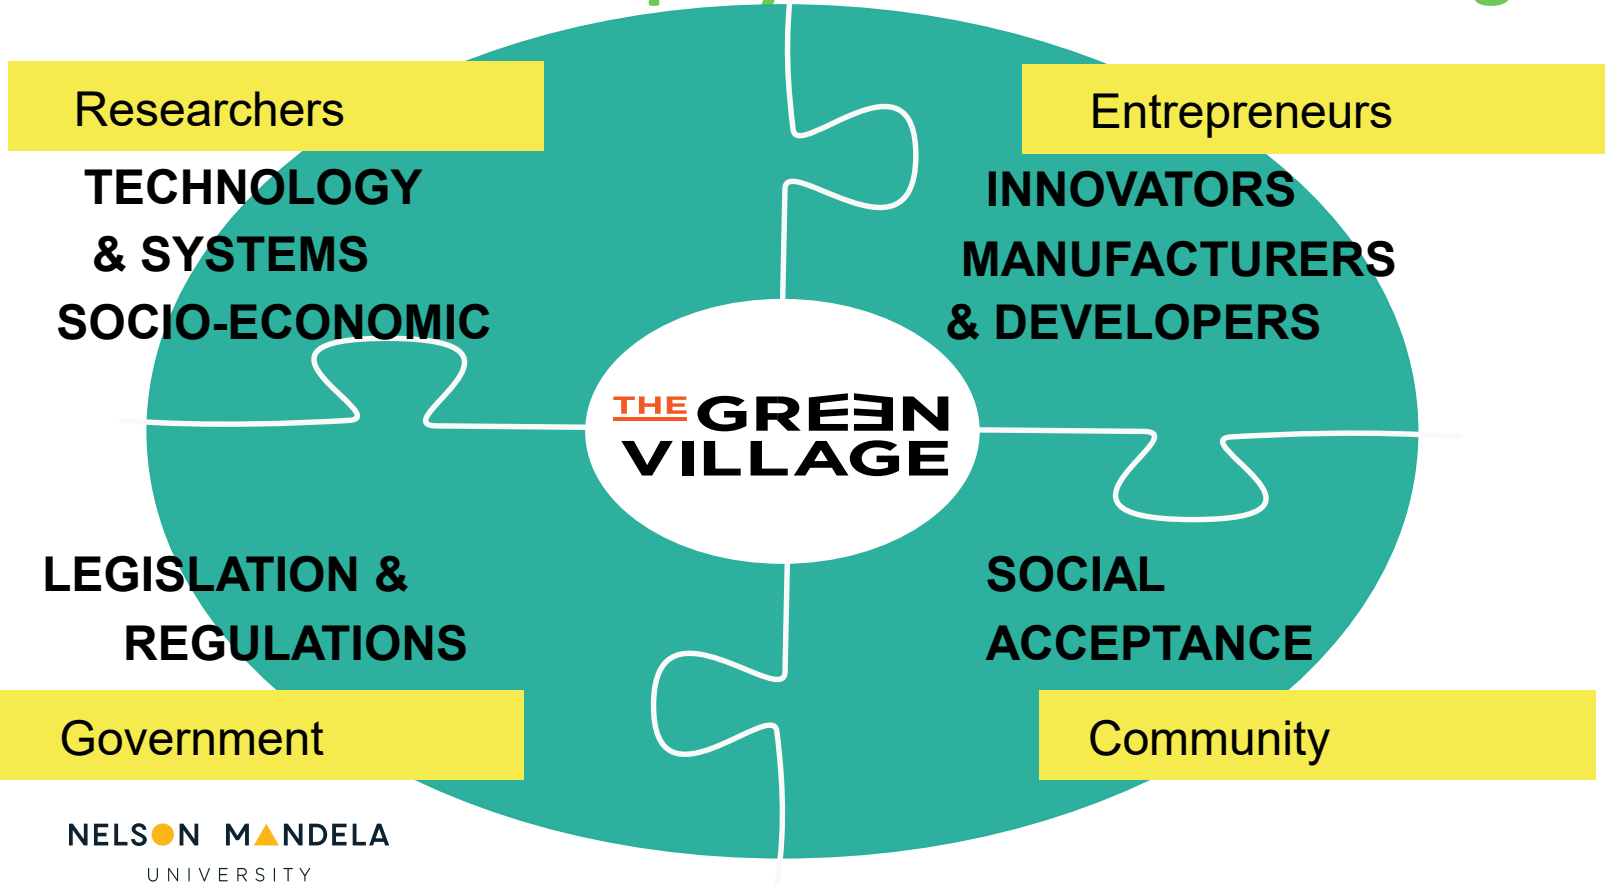 Researchers
TECHNOLOGY
& SYSTEMS
SOCIO-ECONOMIC
Entrepreneurs
INNOVATORS
MANUFACTURERS
& DEVELOPERS
THE GREEN
VILLAGE
LEGISLATION &
REGULATIONS
Government
SOCIAL
ACCEPTANCE
Community
NELSON MANDELA
UNIVERSITY